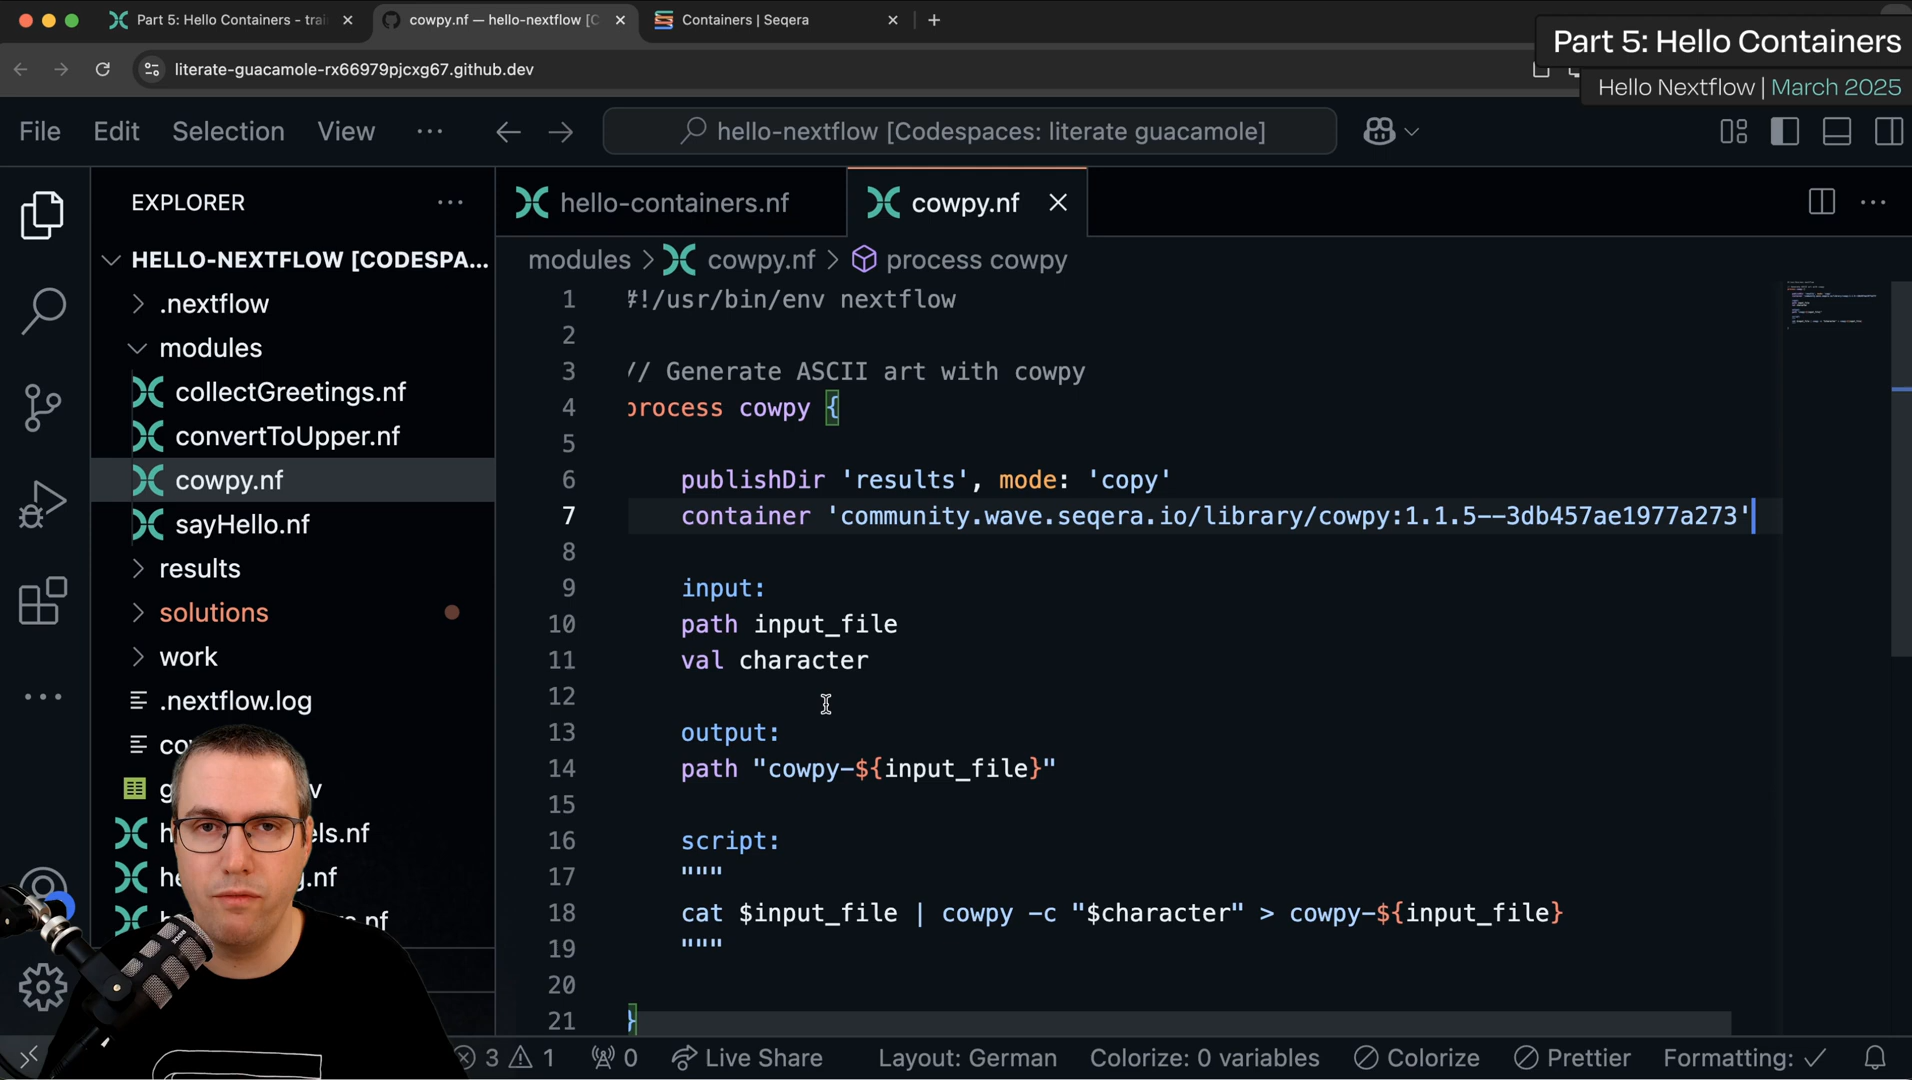 Part 5: Hello Containers - trai
cowpy.nf — hello-nextflow [C
Containers | Seqera
Part 5: Hello Containers
literate-guacamole-rx66979pjcxg67.github.dev
Hello Nextflow | March 2025
File Edit Selection View
hello-nextflow [Codespaces: literate guacamole]
EXPLORER
hello-containers.nf
cowpy.nf
HELLO-NEXTFLOW [CODESPA...
modules > cowpy.nf > process cowpy
.nextflow
modules
collectGreetings.nf
convertToUpper.nf
cowpy.nf
sayHello.nf
results
solutions
work
.nextflow.log
co
g v
h els.nf
he g.nf
rs.nf
1 #!/usr/bin/env nextflow
2
3 // Generate ASCII art with cowpy
4 process cowpy {
5
6 publishDir 'results', mode: 'copy'
7 container 'community.wave.seqera.io/library/cowpy:1.1.5--3db457ae1977a273'
8
9 input:
10 path input_file
11 val character
12
13 output:
14 path "cowpy-${input_file}"
15
16 script:
17 """
18 cat $input_file | cowpy -c "$character" > cowpy-${input_file}
19 """
20
21 }
3 1 0 Live Share Layout: German Colorize: 0 variables Colorize Prettier Formatting: